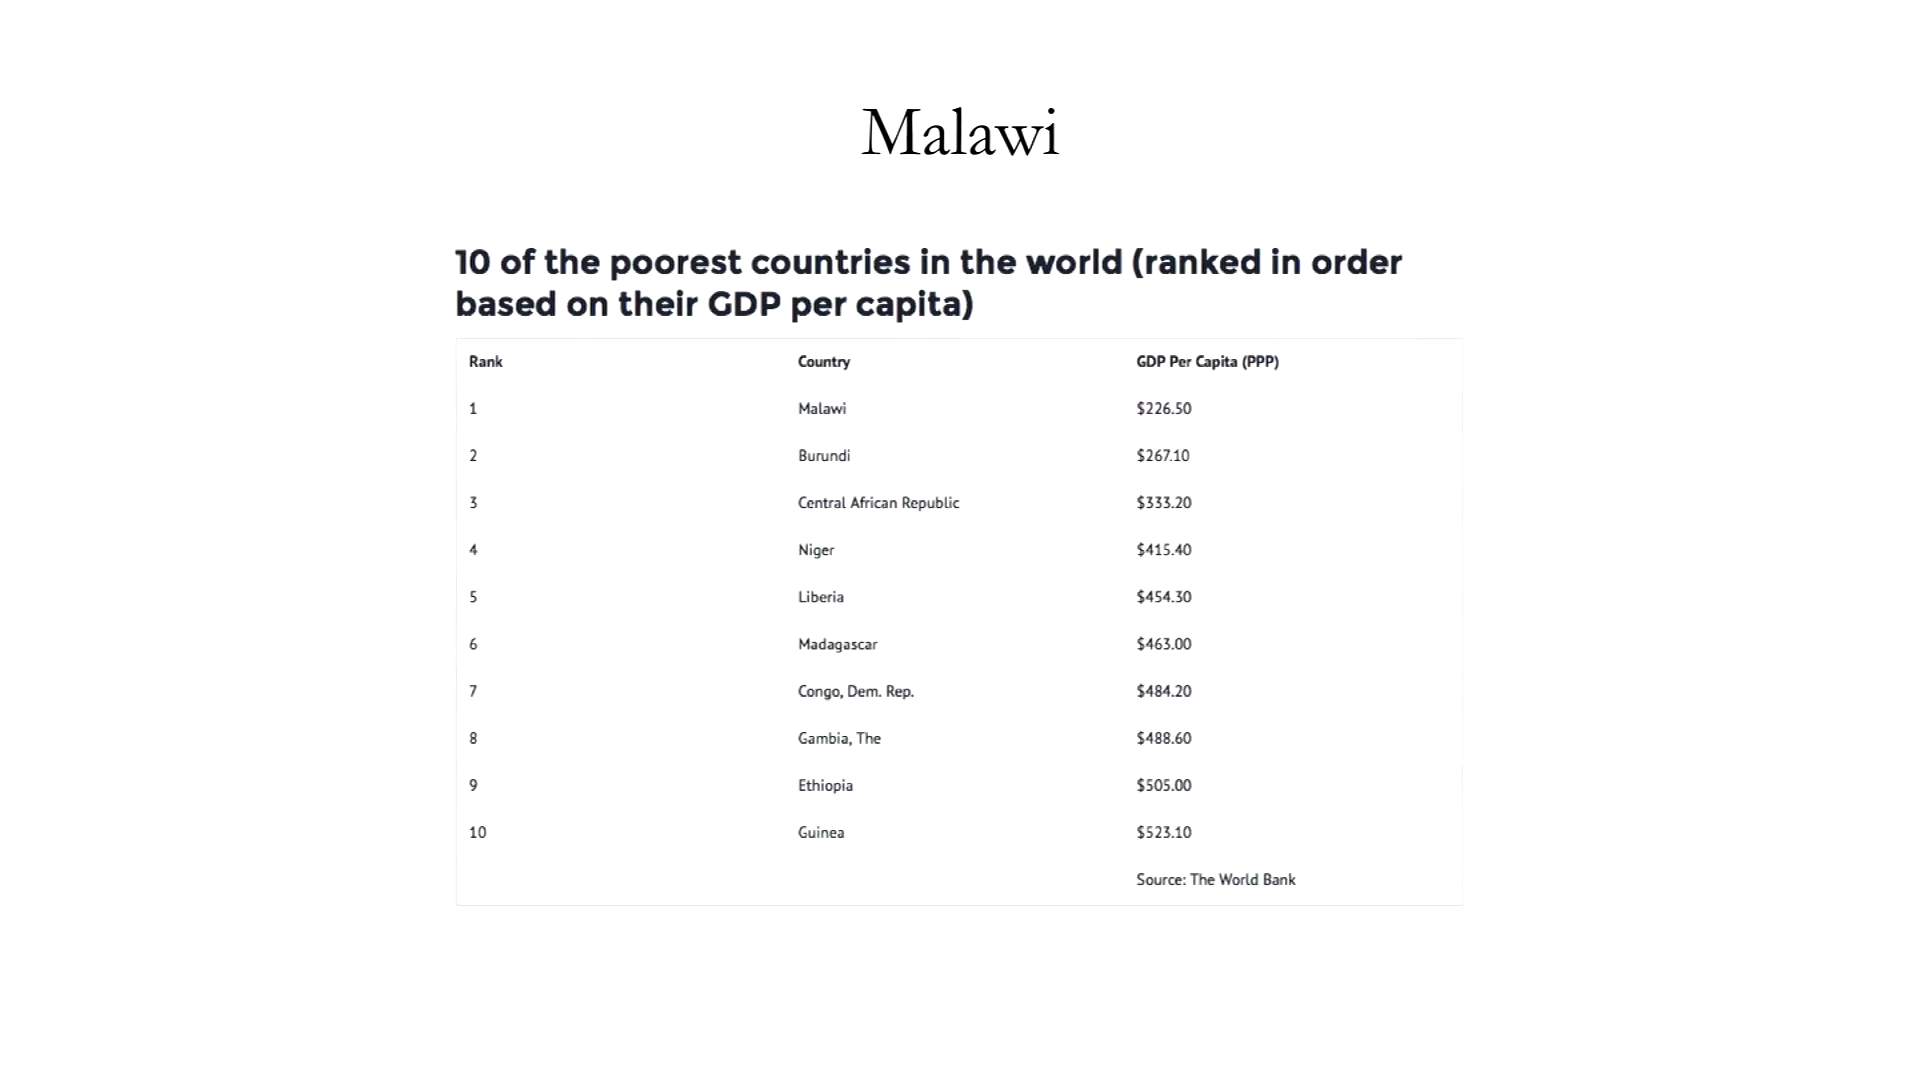 Malawi
10 of the poorest countries in the world (ranked in order
based on their GDP per capita)
Rank Country GDP Per Capita (PPP)
1 Malawi $226.50
2 Burundi $267.10
3 Central African Republic $333.20
4 Niger $415.40
5 Liberia $454.30
6 Madagascar $463.00
7 Congo, Dem. Rep. $484.20
8 Gambia, The $488.60
9 Ethiopia $505.00
10 Guinea $523.10
Source: The World Bank